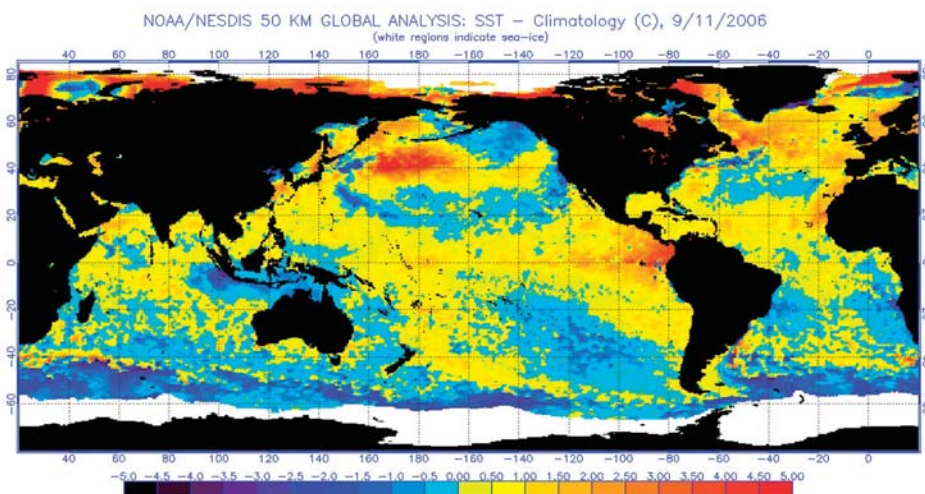 NOAA/NESDIS 50 KM GLOBAL ANALYSIS: SST - Climatology (C), 9/11/2006
(white regions indicate sea-ice)
40 60 80 100 120 140 160 180 -160 -140 -120 -100 -80 -60 -40 -20 0
80
60
40
20
0
-20
-40
-60
40 60 80 100 120 140 160 180 -160 -140 -120 -100 -80 -60 -40 -20 0
-5.0 -4.5 -4.0 -3.5 -3.0 -2.5 -2.0 -1.5 -1.0 -0.5 0.00 0.50 1.00 1.50 2.00 2.50 3.00 3.50 4.00 4.50 5.00